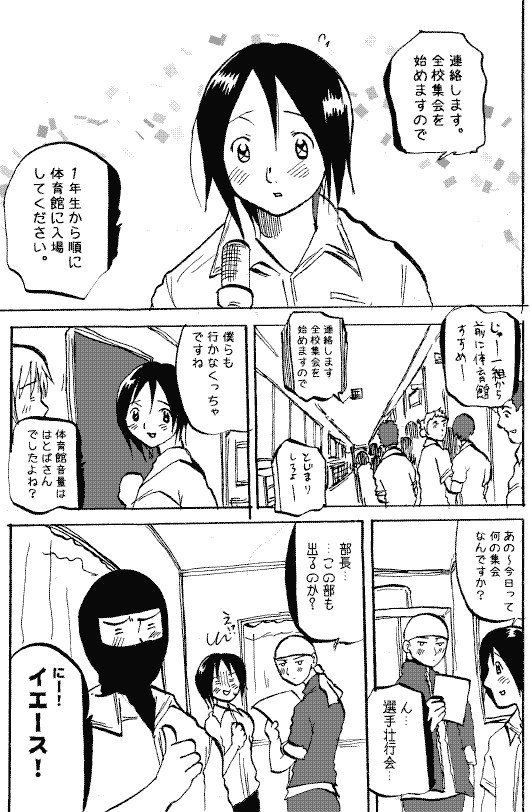 連絡します。
全校集会を
始めますので
1年生から順に
体育館に入場
してください。
じゃー一組から
前に体育館
すすめー
連絡します
全校集会を
始めますので
とじまり
しろよー
僕らも
行かなくっちゃ
ですね
体育館音量は
はとばさん
でしたよね?
あの〜今日って
何の集会
なんですか?
ん…
選手壮行会…
部長…
…この部も
出るのか?
えっ
にー!
イエース!